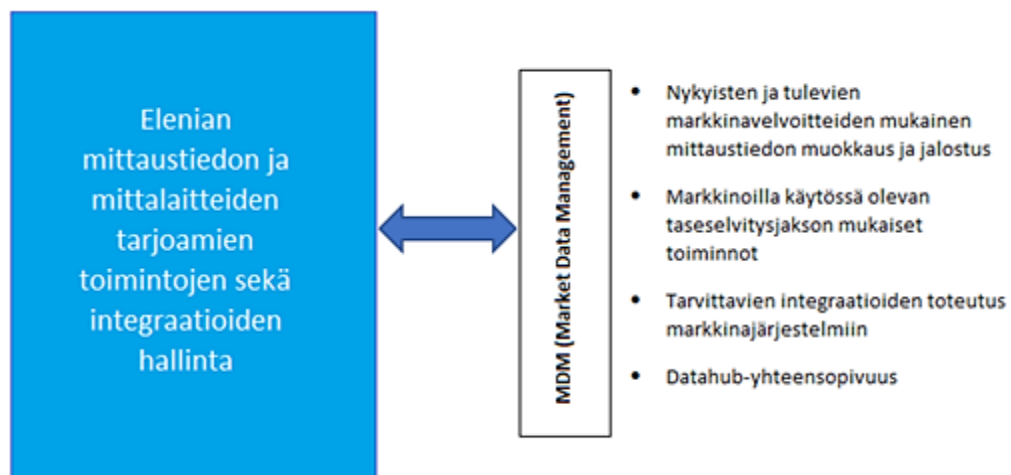 Elenian
mittaustiedon ja
mittalaitteiden
tarjoamien
toimintojen sekä
integraatioiden
hallinta
MDM (Market Data Management)
• Nykyisten ja tulevien
markkinavelvoitteiden mukainen
mittaustiedon muokkaus ja jalostus
• Markkinoilla käytössä olevan
taseselvitysjakson mukaiset
toiminnot
• Tarvittavien integraatioiden toteutus
markkinajärjestelmiin
• Datahub-yhteensopivuus